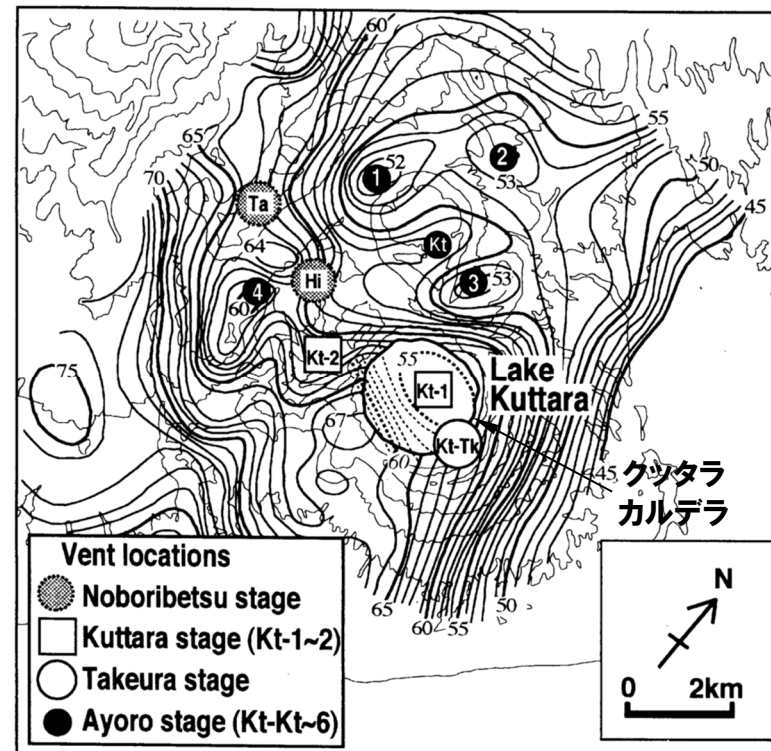 60
55
65
52
2
1
53
50
70
45
Ta
64
Kt
Hi
3
53
4
60
Kt-2
55
Lake
Kuttara
Kt-1
75
67
Kt-Tk
60
45
クッタラ
カルデラ
50
65
60
55
Vent locations
Noboribetsu stage
Kuttara stage (Kt-1~2)
Takeura stage
Ayoro stage (Kt-Kt~6)
N
0 2km